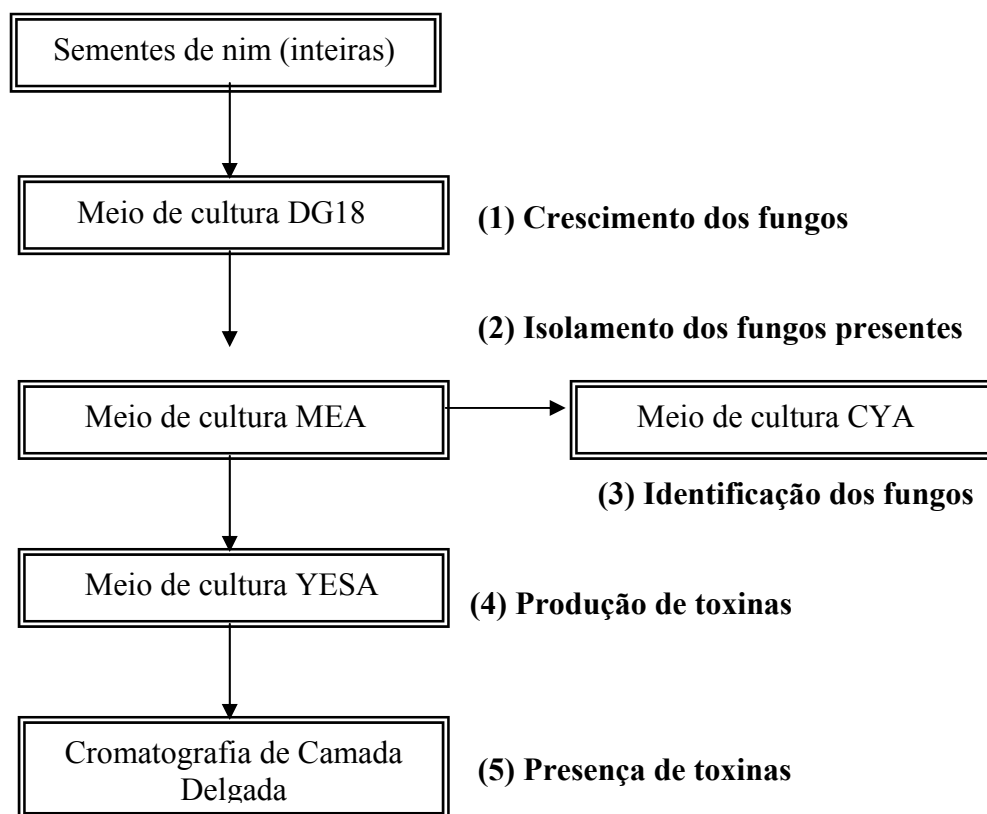 Sementes de nim (inteiras)
Meio de cultura DG18
(1) Crescimento dos fungos
(2) Isolamento dos fungos presentes
Meio de cultura MEA
Meio de cultura CYA
(3) Identificação dos fungos
Meio de cultura YESA
(4) Produção de toxinas
Cromatografia de Camada
Delgada
(5) Presença de toxinas